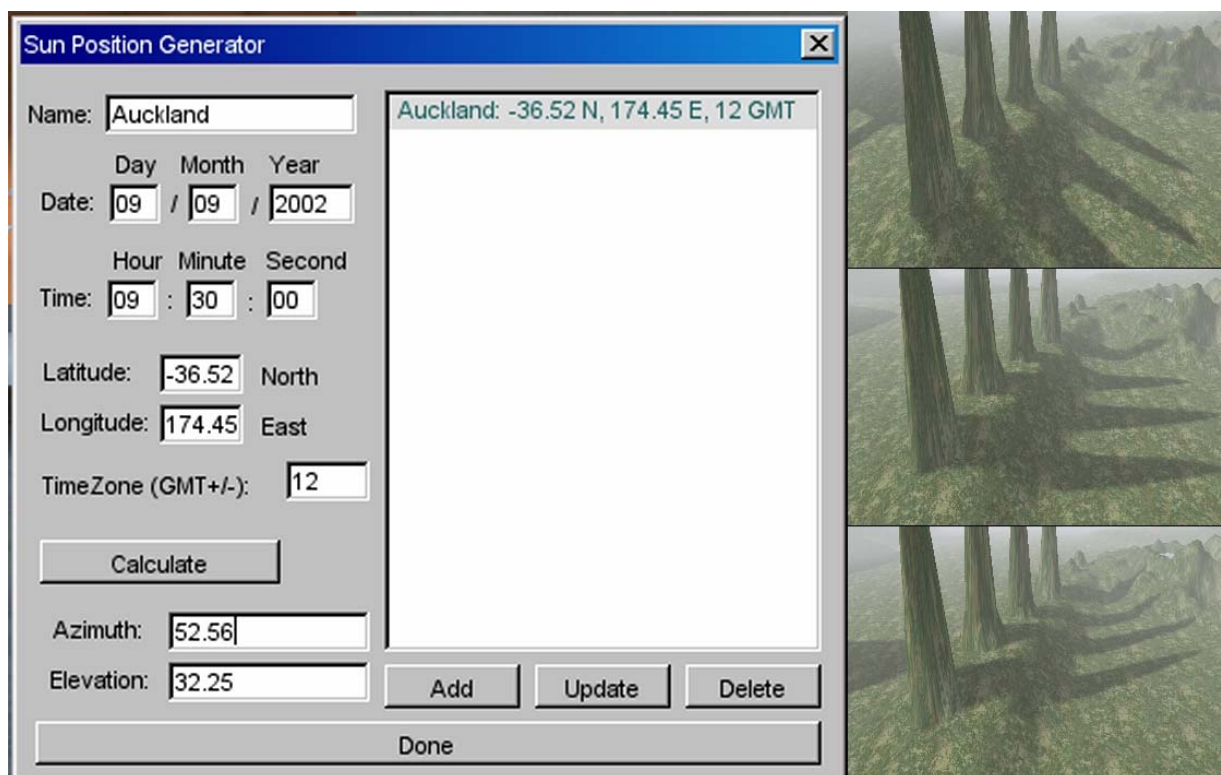 Sun Position Generator
Name: Auckland
Day Month Year
Date: 09 / 09 / 2002
Hour Minute Second
Time: 09 : 30 : 00
Latitude: -36.52 North
Longitude: 174.45 East
TimeZone (GMT+/-): 12
Calculate
Azimuth: 52.56
Elevation: 32.25
Auckland: -36.52 N, 174.45 E, 12 GMT
Add Update Delete
Done